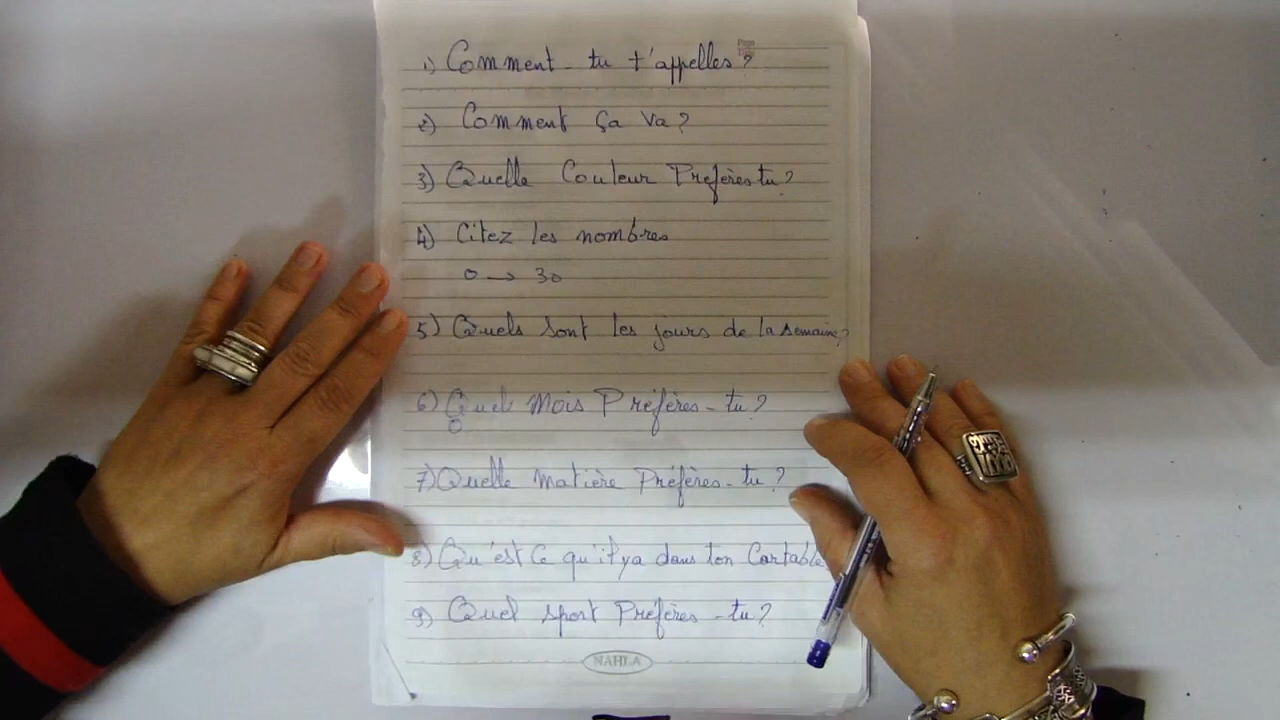 1) Comment - tu t'appelles ?
2) Comment ça va ?
3) Quelle Couleur Prefères tu ?
4) Citez les nombres
0 → 30
5) Quels sont les jours de la semaine ?
6) Quel Mois Préfères - tu ?
7) Quelle matière Préfères - tu ?
8) Qu'est Ce qu'il ya dans ton Cartable
9) Quel sport Préfères - tu ?
NAHLA